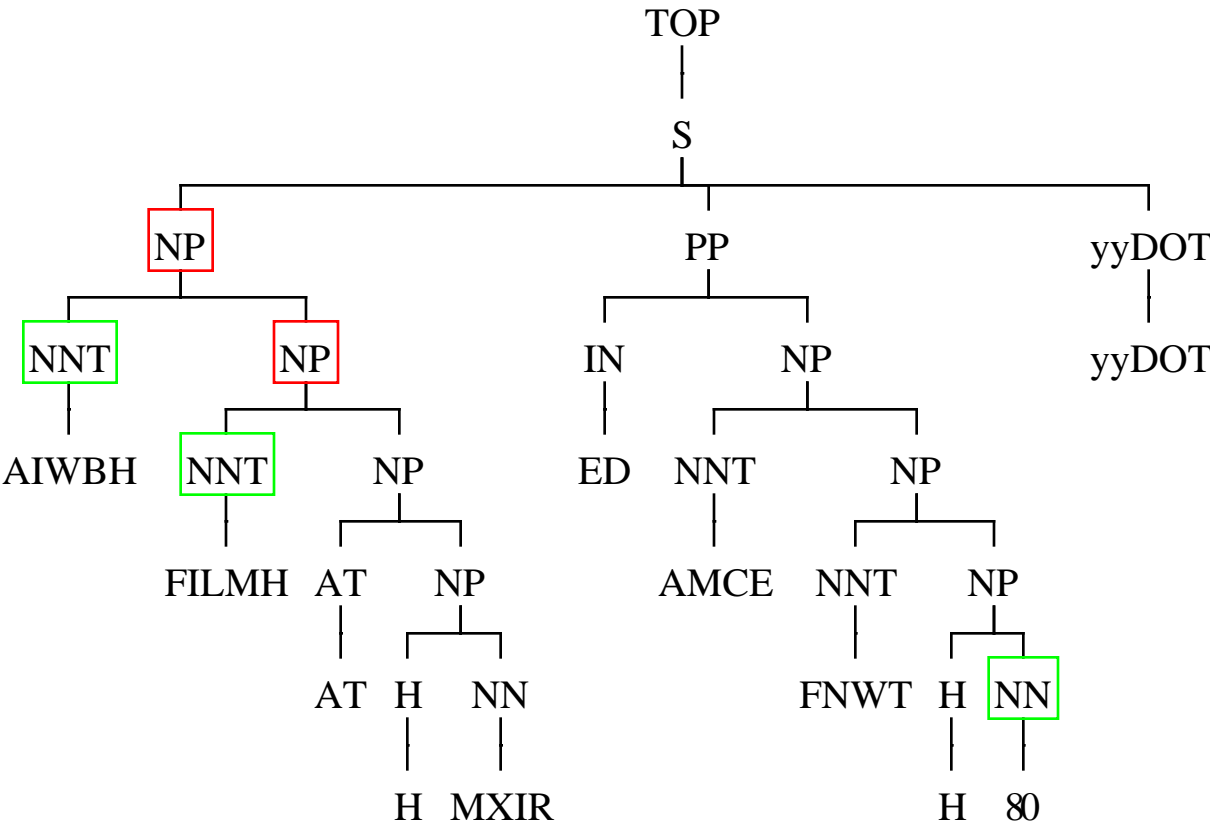 TOP
S
NP PP yyDOT
NNT NP IN NP yyDOT
AIWBH NNT NP ED NNT NP
FILMH AT NP AMCE NNT NP
AT H NN FNWT H NN
H MXIR H 80